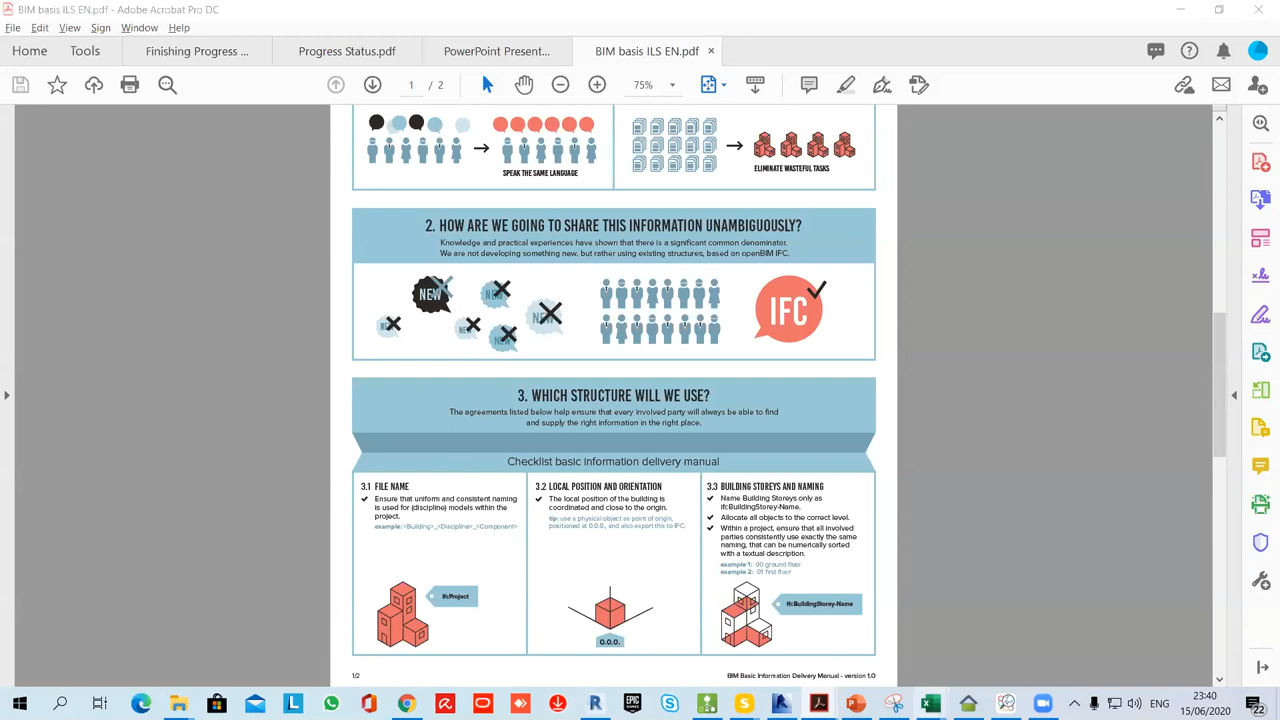 BIM basis ILS EN.pdf - Adobe Acrobat Pro DC
File Edit View Sign Window Help
Home Tools Finishing Progress ... Progress Status.pdf PowerPoint Present... BIM basis ILS EN.pdf ×
1 / 2 75%
SPEAK THE SAME LANGUAGE
ELIMINATE WASTEFUL TASKS
2. HOW ARE WE GOING TO SHARE THIS INFORMATION UNAMBIGUOUSLY?
Knowledge and practical experiences have shown that there is a significant common denominator.
We are not developing something new, but rather using existing structures, based on openBIM IFC.
NEW
NEW
NEW
NEW
NEW
NEW
IFC
3. WHICH STRUCTURE WILL WE USE?
The agreements listed below help ensure that every involved party will always be able to find
and supply the right information in the right place.
Checklist basic information delivery manual
3.1 FILE NAME
Ensure that uniform and consistent naming
is used for (discipline) models within the
project.
example: <Building>_<Discipline>_<Component>
IfcProject
3.2 LOCAL POSITION AND ORIENTATION
The local position of the building is
coordinated and close to the origin.
tip: use a physical object as point of origin,
positioned at 0.0.0., and also export this to IFC.
0.0.0.
3.3 BUILDING STOREYS AND NAMING
Name Building Storeys only as
ifcBuildingStorey-Name.
Allocate all objects to the correct level.
Within a project, ensure that all involved
parties consistently use exactly the same
naming, that can be numerically sorted
with a textual description.
example 1: 00 ground floor
example 2: 01 first floor
IfcBuildingStorey-Name
1/2
BIM Basic Information Delivery Manual - version 1.0
EPIC GAMES
ENG
23:40
15/06/2020
22